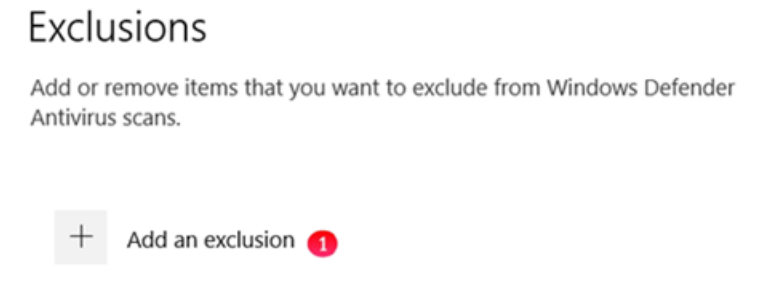 Exclusions
Add or remove items that you want to exclude from Windows Defender
Antivirus scans.
+ Add an exclusion 1